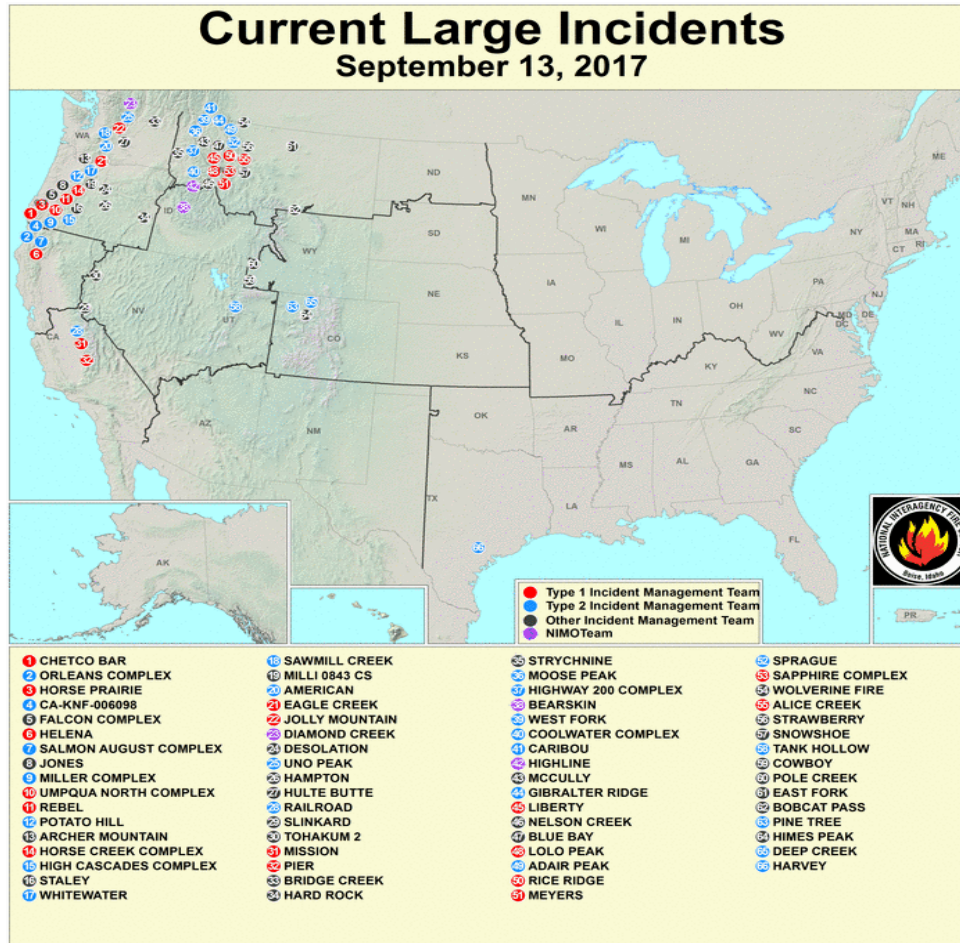 Current Large Incidents
September 13, 2017
WA
ID
NV
UT
CA
AZ
NM
WY
CO
ND
SD
NE
KS
OK
TX
MN
IA
MO
AR
LA
WI
IL
MI
IN
OH
KY
TN
MS
AL
GA
FL
SC
NC
VA
WV
PA
NY
VT
NH
ME
MA
CT
RI
NJ
MD
DE
DC
AK
PR
NATIONAL INTERAGENCY FIRE
Boise, Idaho
Type 1 Incident Management Team
Type 2 Incident Management Team
Other Incident Management Team
NIMOTeam
1 CHETCO BAR
2 ORLEANS COMPLEX
3 HORSE PRAIRIE
4 CA-KNF-006098
5 FALCON COMPLEX
6 HELENA
7 SALMON AUGUST COMPLEX
8 JONES
9 MILLER COMPLEX
10 UMPQUA NORTH COMPLEX
11 REBEL
12 POTATO HILL
13 ARCHER MOUNTAIN
14 HORSE CREEK COMPLEX
15 HIGH CASCADES COMPLEX
16 STALEY
17 WHITEWATER
18 SAWMILL CREEK
19 MILLI 0843 CS
20 AMERICAN
21 EAGLE CREEK
22 JOLLY MOUNTAIN
23 DIAMOND CREEK
24 DESOLATION
25 UNO PEAK
26 HAMPTON
27 HULTE BUTTE
28 RAILROAD
29 SLINKARD
30 TOHAKUM 2
31 MISSION
32 PIER
33 BRIDGE CREEK
34 HARD ROCK
35 STRYCHNINE
36 MOOSE PEAK
37 HIGHWAY 200 COMPLEX
38 BEARSKIN
39 WEST FORK
40 COOLWATER COMPLEX
41 CARIBOU
42 HIGHLINE
43 MCCULLY
44 GIBRALTER RIDGE
45 LIBERTY
46 NELSON CREEK
47 BLUE BAY
48 LOLO PEAK
49 ADAIR PEAK
50 RICE RIDGE
51 MEYERS
52 SPRAGUE
53 SAPPHIRE COMPLEX
54 WOLVERINE FIRE
55 ALICE CREEK
56 STRAWBERRY
57 SNOWSHOE
58 TANK HOLLOW
59 COWBOY
60 POLE CREEK
61 EAST FORK
62 BOBCAT PASS
63 PINE TREE
64 HIMES PEAK
65 DEEP CREEK
66 HARVEY